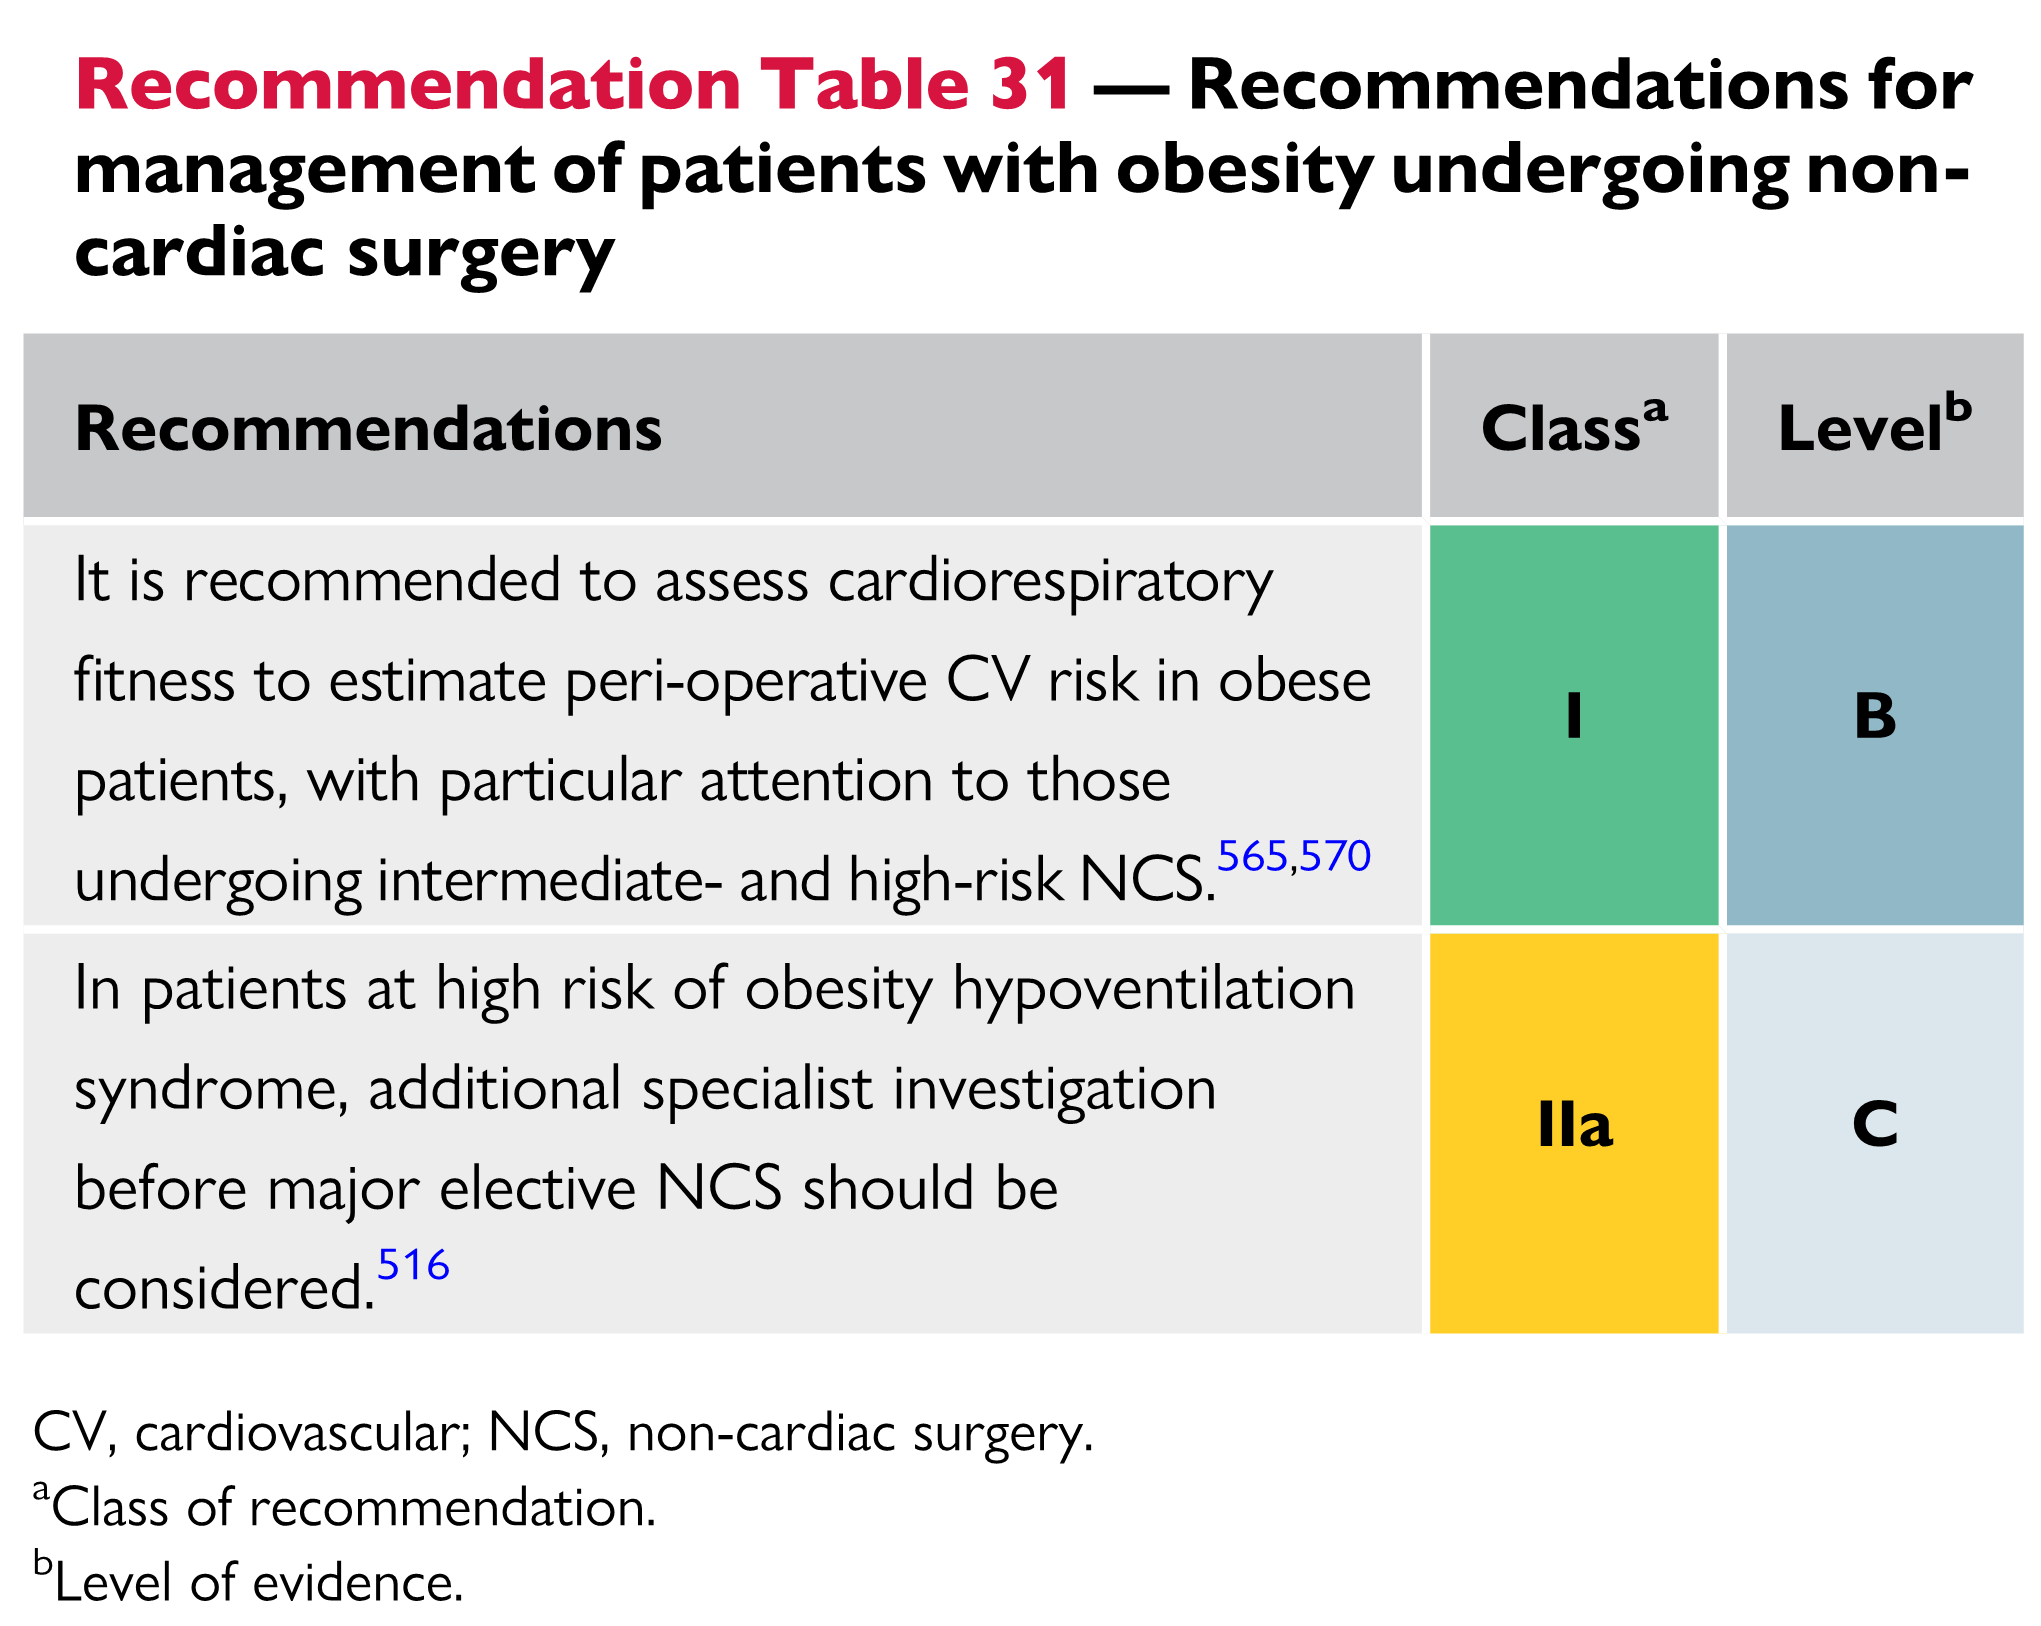 Recommendation Table 31 — Recommendations for
management of patients with obesity undergoing non-
cardiac surgery
Recommendations Class^a Level^b
It is recommended to assess cardiorespiratory
fitness to estimate peri-operative CV risk in obese
patients, with particular attention to those
undergoing intermediate- and high-risk NCS.565,570
I B
In patients at high risk of obesity hypoventilation
syndrome, additional specialist investigation
before major elective NCS should be
considered.516
IIa C
CV, cardiovascular; NCS, non-cardiac surgery.
aClass of recommendation.
bLevel of evidence.